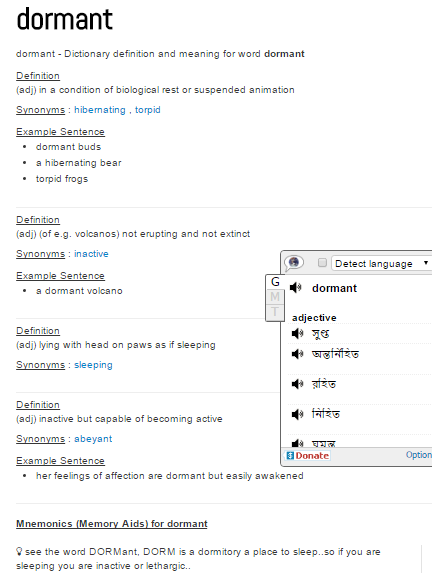 dormant
dormant - Dictionary definition and meaning for word dormant
Definition
(adj) in a condition of biological rest or suspended animation
Synonyms : hibernating , torpid
Example Sentence
dormant buds
a hibernating bear
torpid frogs
Definition
(adj) (of e.g. volcanos) not erupting and not extinct
Synonyms : inactive
Example Sentence
a dormant volcano
Definition
(adj) lying with head on paws as if sleeping
Synonyms : sleeping
Definition
(adj) inactive but capable of becoming active
Synonyms : abeyant
Example Sentence
her feelings of affection are dormant but easily awakened
Mnemonics (Memory Aids) for dormant
see the word DORMant, DORM is a dormitory a place to sleep..so if you are
sleeping you are inactive or lethargic..
Detect language
G
M
T
dormant
adjective
সুপ্ত
অন্তর্নিহিত
রহিত
নিহিত
ঘুমন্ত
Donate
Option